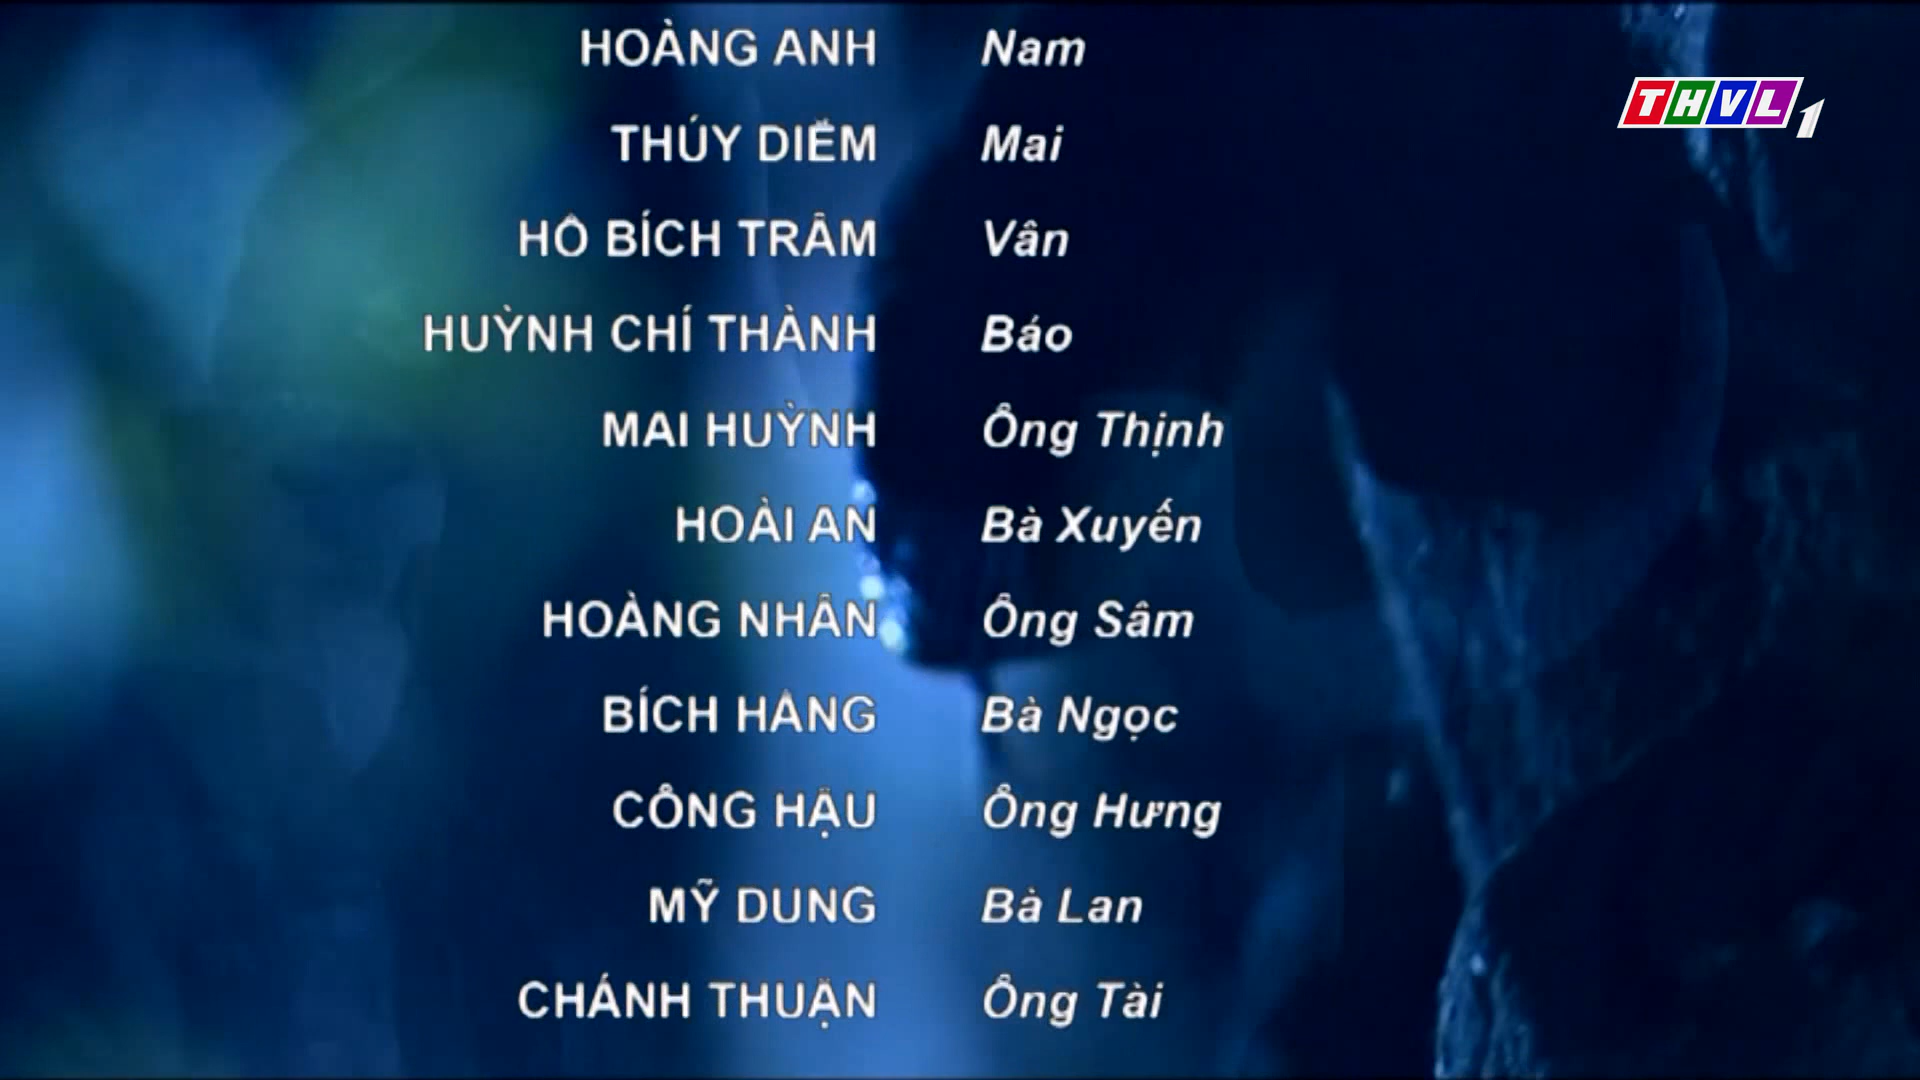 HOÀNG ANH Nam
THVL1
THÚY DIỄM Mai
HỒ BÍCH TRÂM Vân
HUỲNH CHÍ THÀNH Báo
MAI HUỲNH Ông Thịnh
HOÀI AN Bà Xuyến
HOÀNG NHÂN Ông Sâm
BÍCH HẰNG Bà Ngọc
CÔNG HẬU Ông Hưng
MỸ DUNG Bà Lan
CHÁNH THUẬN Ông Tài